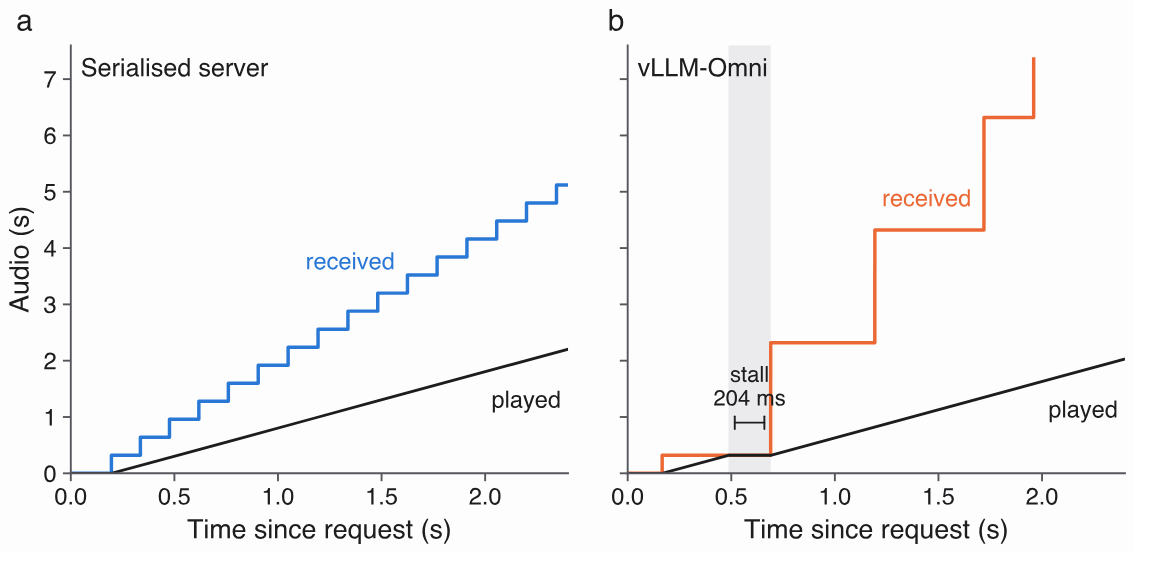 a
Serialised server
7
6
5
4
3
2
1
0
Audio (s)
received
played
0.0 0.5 1.0 1.5 2.0
Time since request (s)
b
vLLM-Omni
received
stall
204 ms
played
0.0 0.5 1.0 1.5 2.0
Time since request (s)